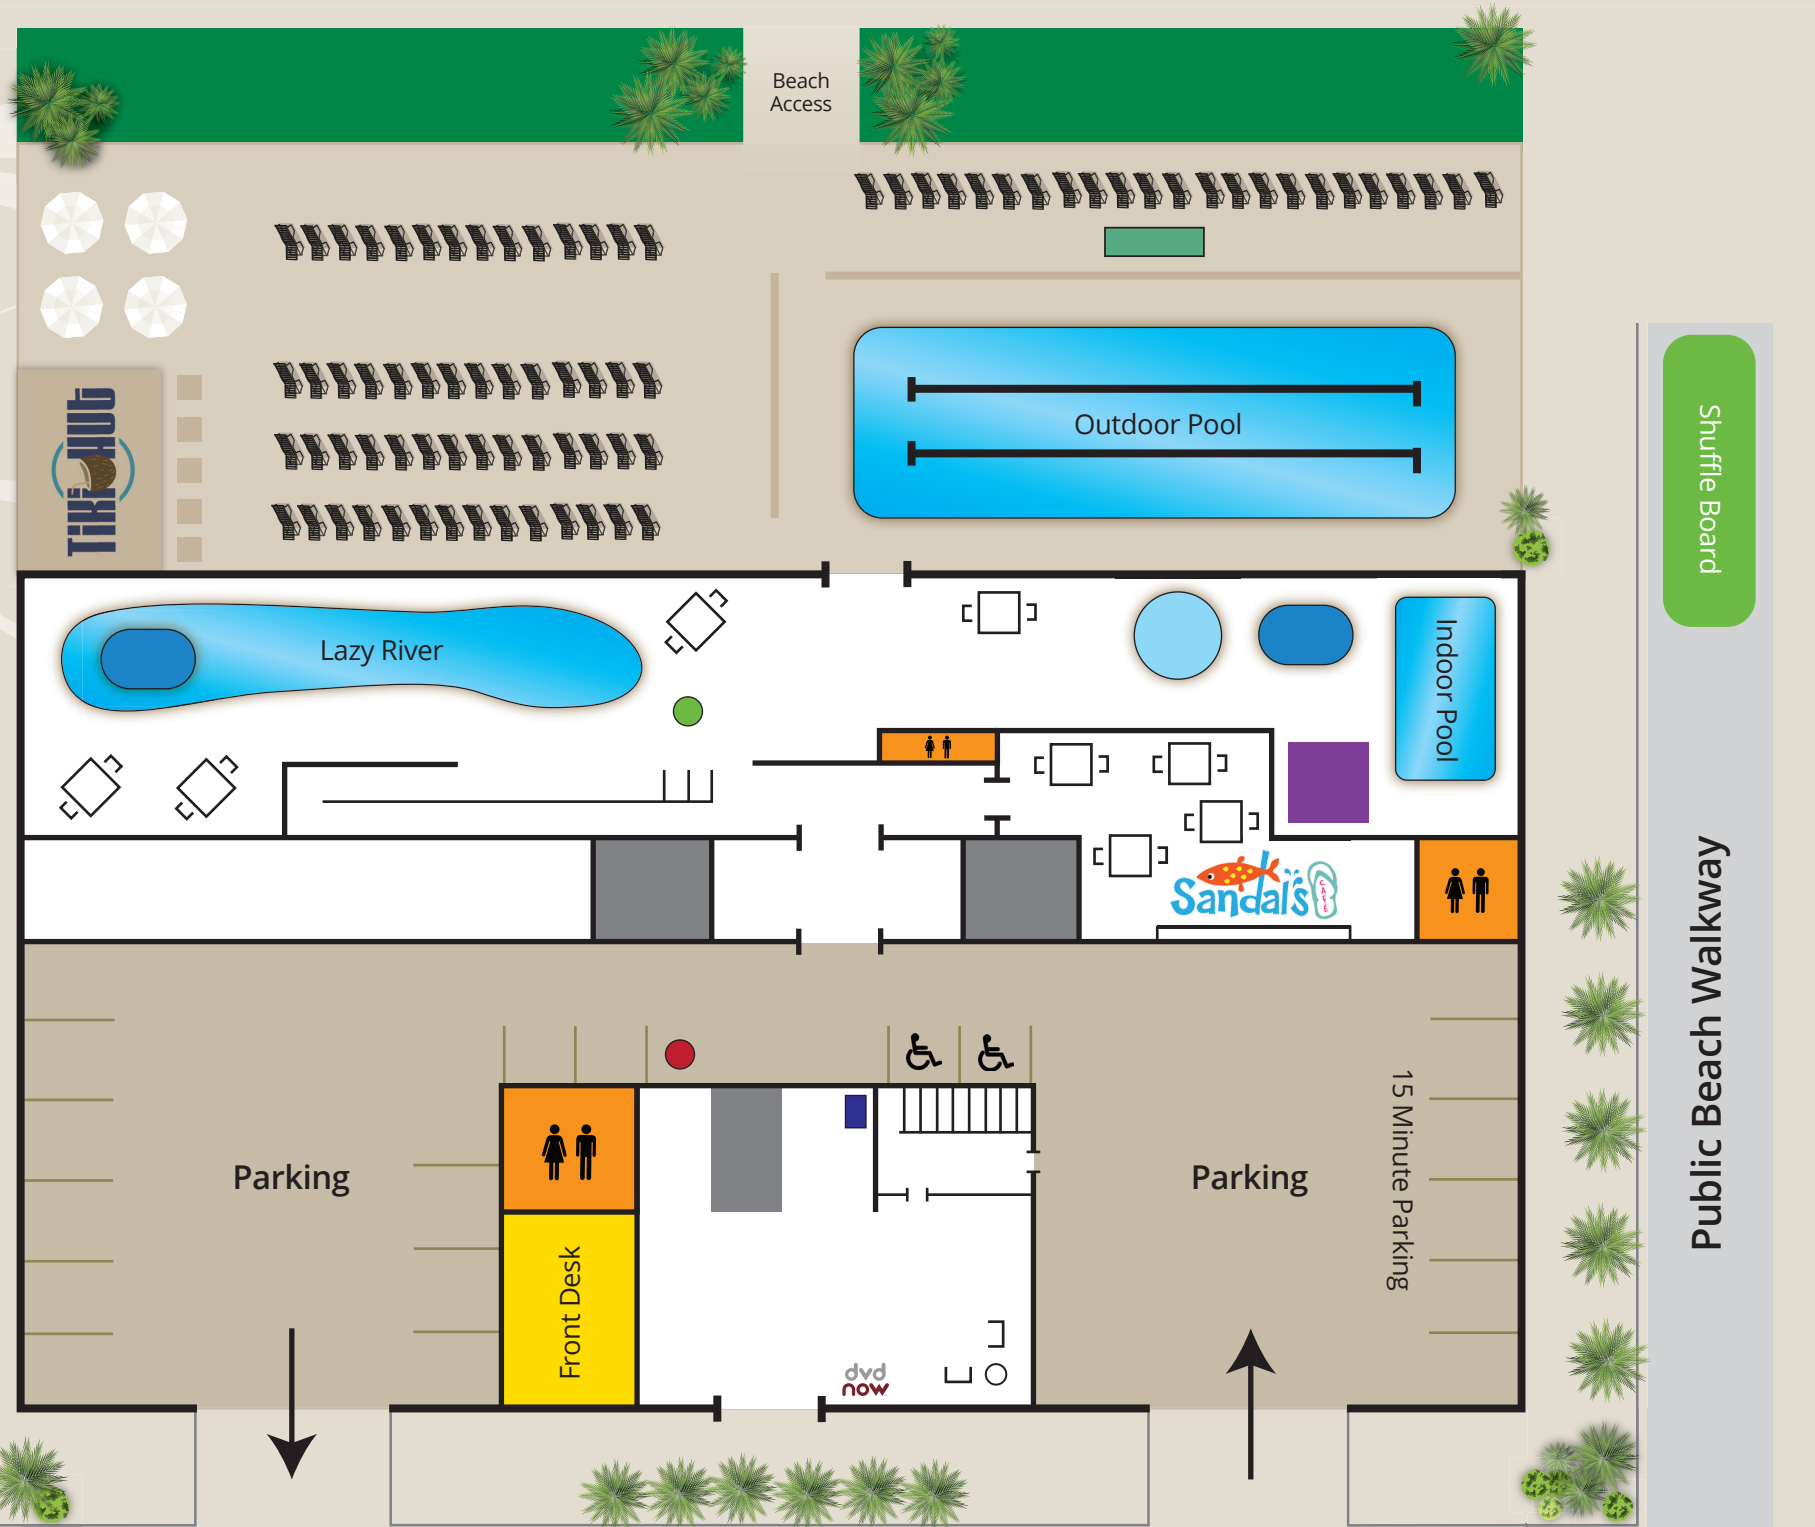 Beach
Access
TIKI HUT
Outdoor Pool
Shuffle Board
Lazy River
Indoor Pool
Sandals
CAFÉ
Public Beach Walkway
Parking
Parking
15 Minute Parking
Front Desk
dvd
now